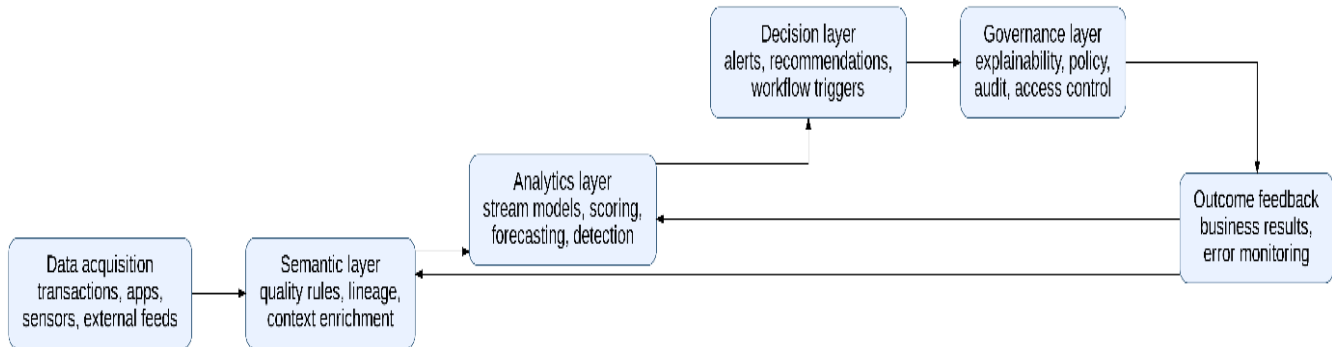 Data acquisition
transactions, apps,
sensors, external feeds
Semantic layer
quality rules, lineage,
context enrichment
Analytics layer
stream models, scoring,
forecasting, detection
Decision layer
alerts, recommendations,
workflow triggers
Governance layer
explainability, policy,
audit, access control
Outcome feedback
business results,
error monitoring